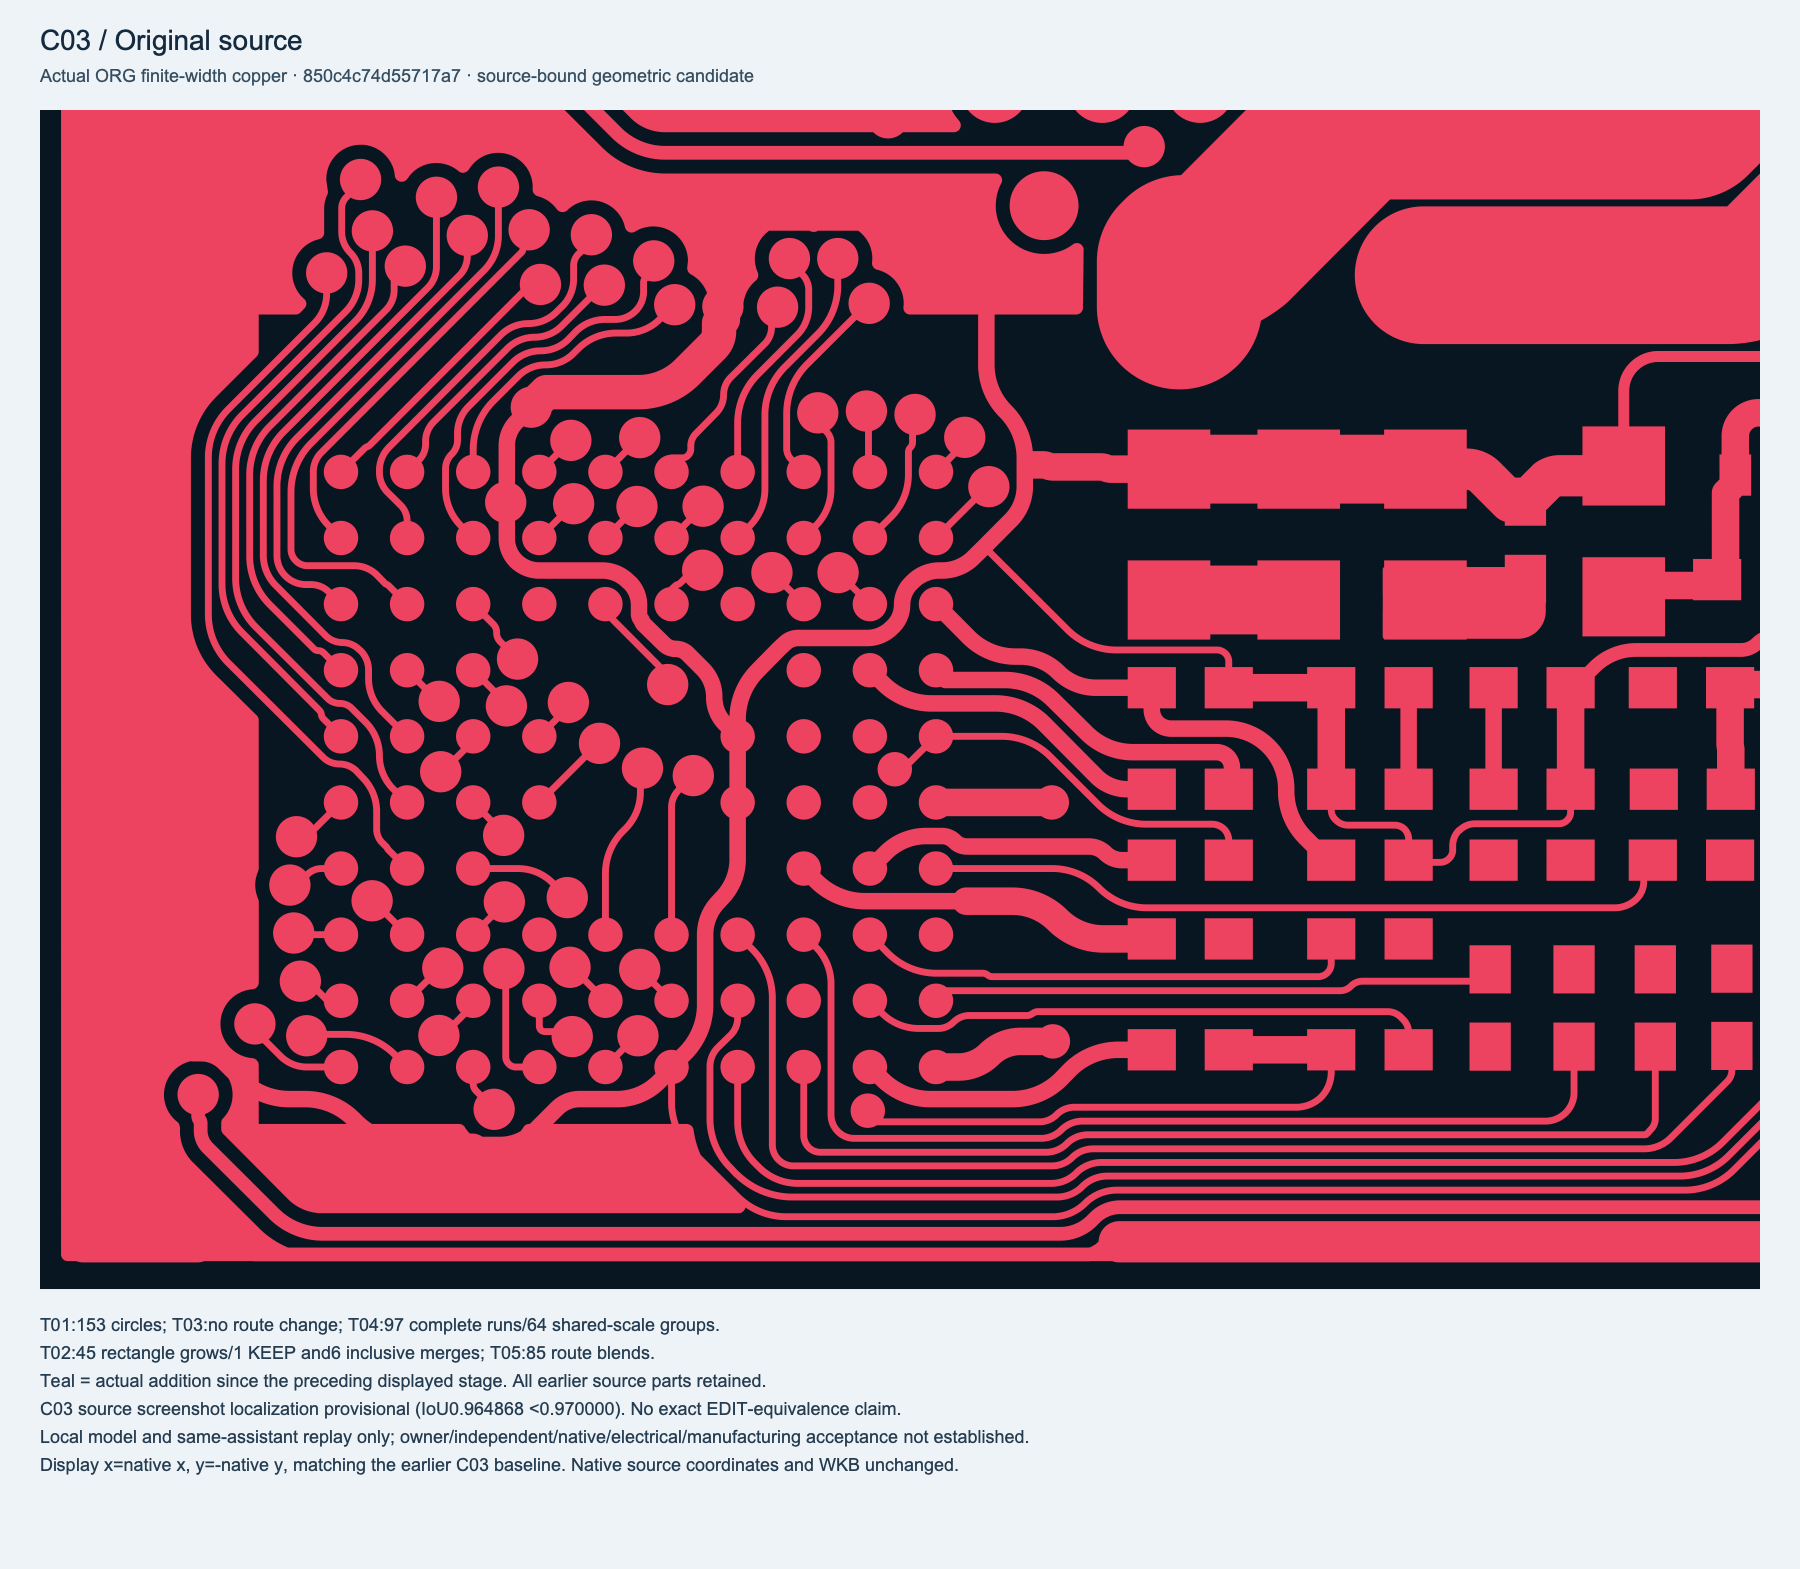 C03 / Original source
Actual ORG finite-width copper · 850c4c74d55717a7 · source-bound geometric candidate
T01:153 circles; T03:no route change; T04:97 complete runs/64 shared-scale groups.
T02:45 rectangle grows/1 KEEP and6 inclusive merges; T05:85 route blends.
Teal = actual addition since the preceding displayed stage. All earlier source parts retained.
C03 source screenshot localization provisional (IoU0.964868 <0.970000). No exact EDIT-equivalence claim.
Local model and same-assistant replay only; owner/independent/native/electrical/manufacturing acceptance not established.
Display x=native x, y=-native y, matching the earlier C03 baseline. Native source coordinates and WKB unchanged.